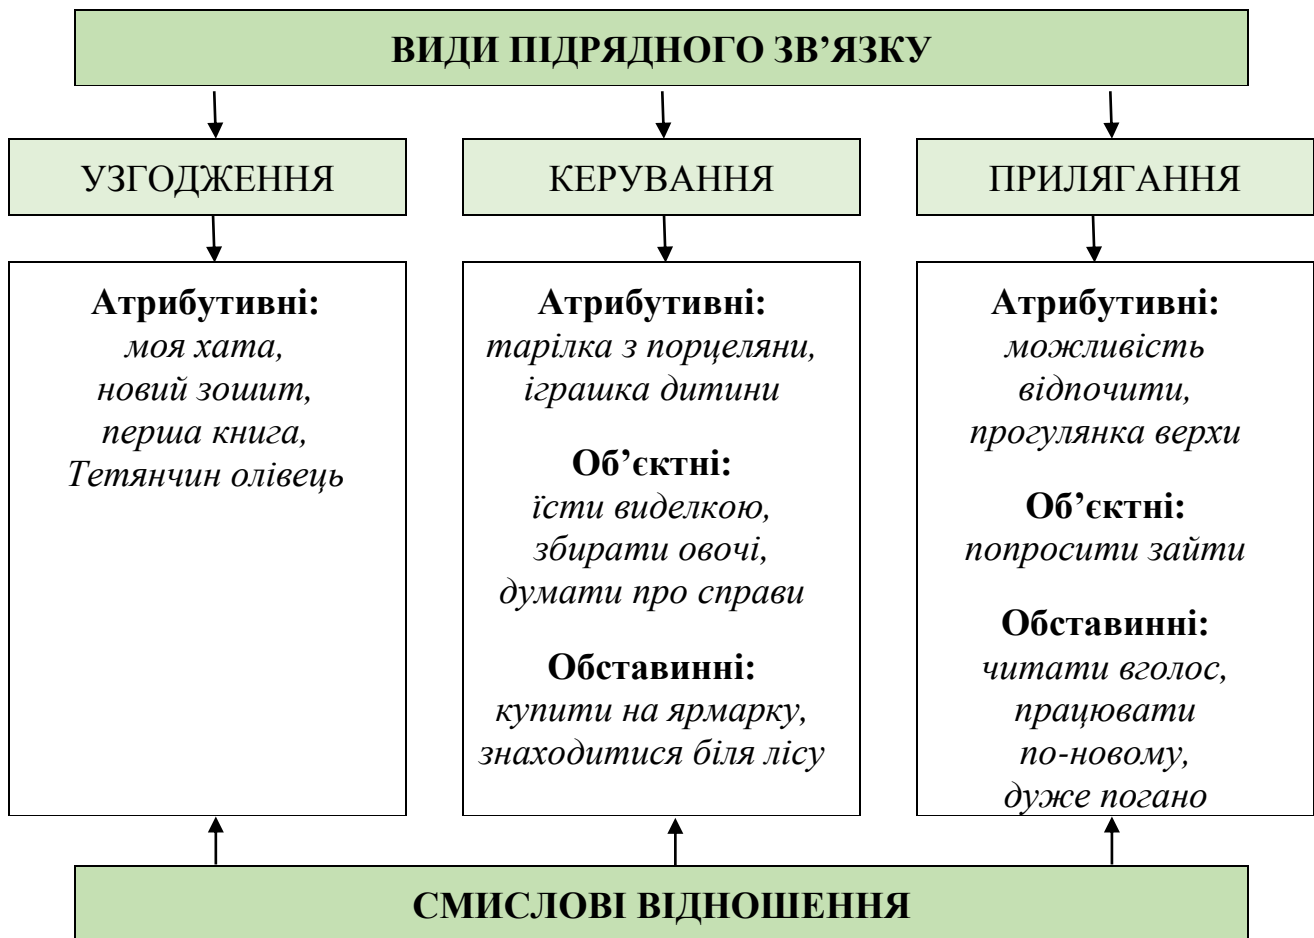 ВИДИ ПІДРЯДНОГО ЗВ’ЯЗКУ
УЗГОДЖЕННЯ
КЕРУВАННЯ
ПРИЛЯГАННЯ
Атрибутивні:
моя хата,
новий зошит,
перша книга,
Тетянчин олівець
Атрибутивні:
тарілка з порцеляни,
іграшка дитини
Об’єктні:
їсти виделкою,
збирати овочі,
думати про справи
Обставинні:
купити на ярмарку,
знаходитися біля лісу
Атрибутивні:
можливість
відпочити,
прогулянка верхи
Об’єктні:
попросити зайти
Обставинні:
читати вголос,
працювати
по-новому,
дуже погано
СМИСЛОВІ ВІДНОШЕННЯ